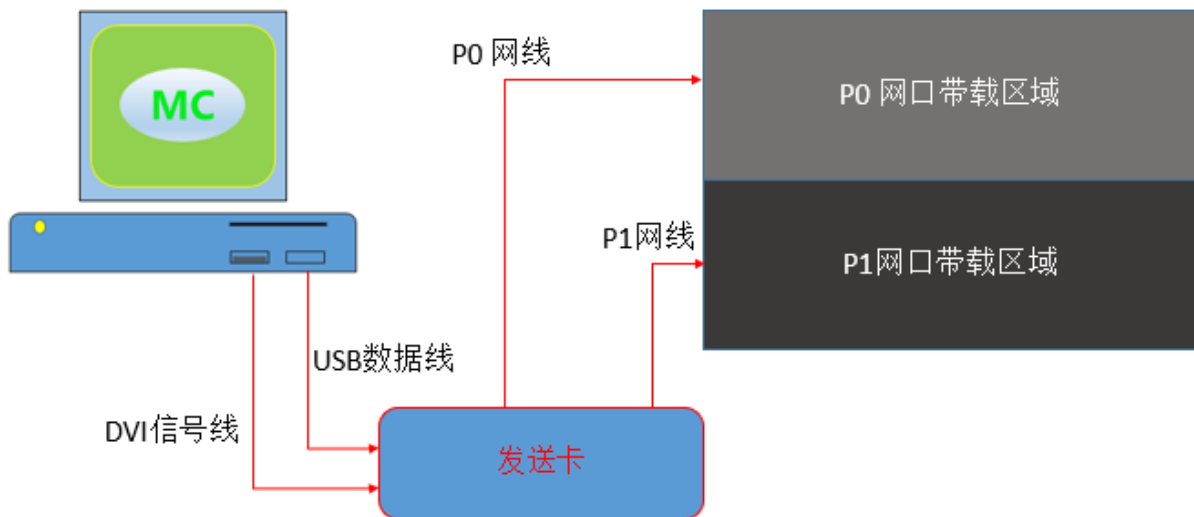 MC
P0 网线
P0 网口带载区域
P1网线
P1网口带载区域
USB数据线
DVI信号线
发送卡